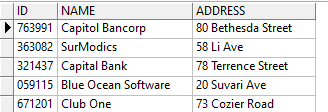 ID NAME ADDRESS
763991 Capitol Bancorp 80 Bethesda Street
363082 SurModics 58 Li Ave
321437 Capital Bank 78 Terrence Street
059115 Blue Ocean Software 20 Suvari Ave
671201 Club One 73 Cozier Road